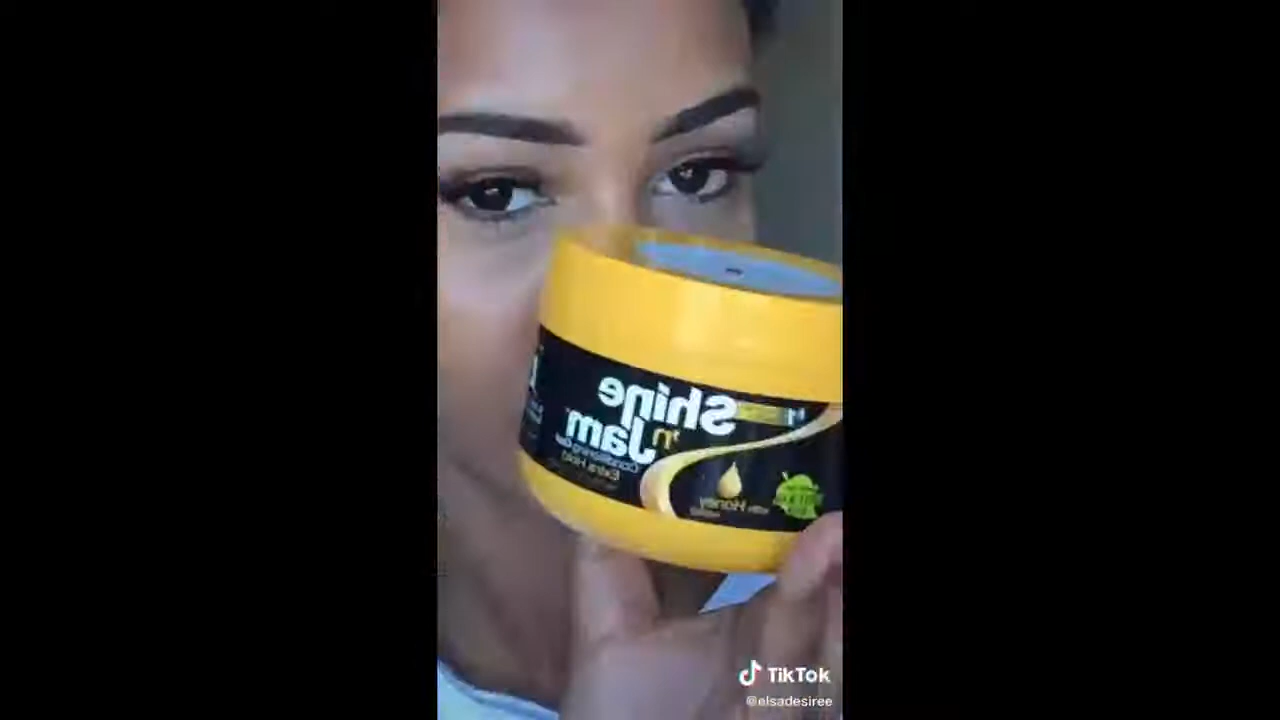 Shine
'n Jam
Conditioning Gel
Extra Hold
with Honey
TikTok
@elsadesiree